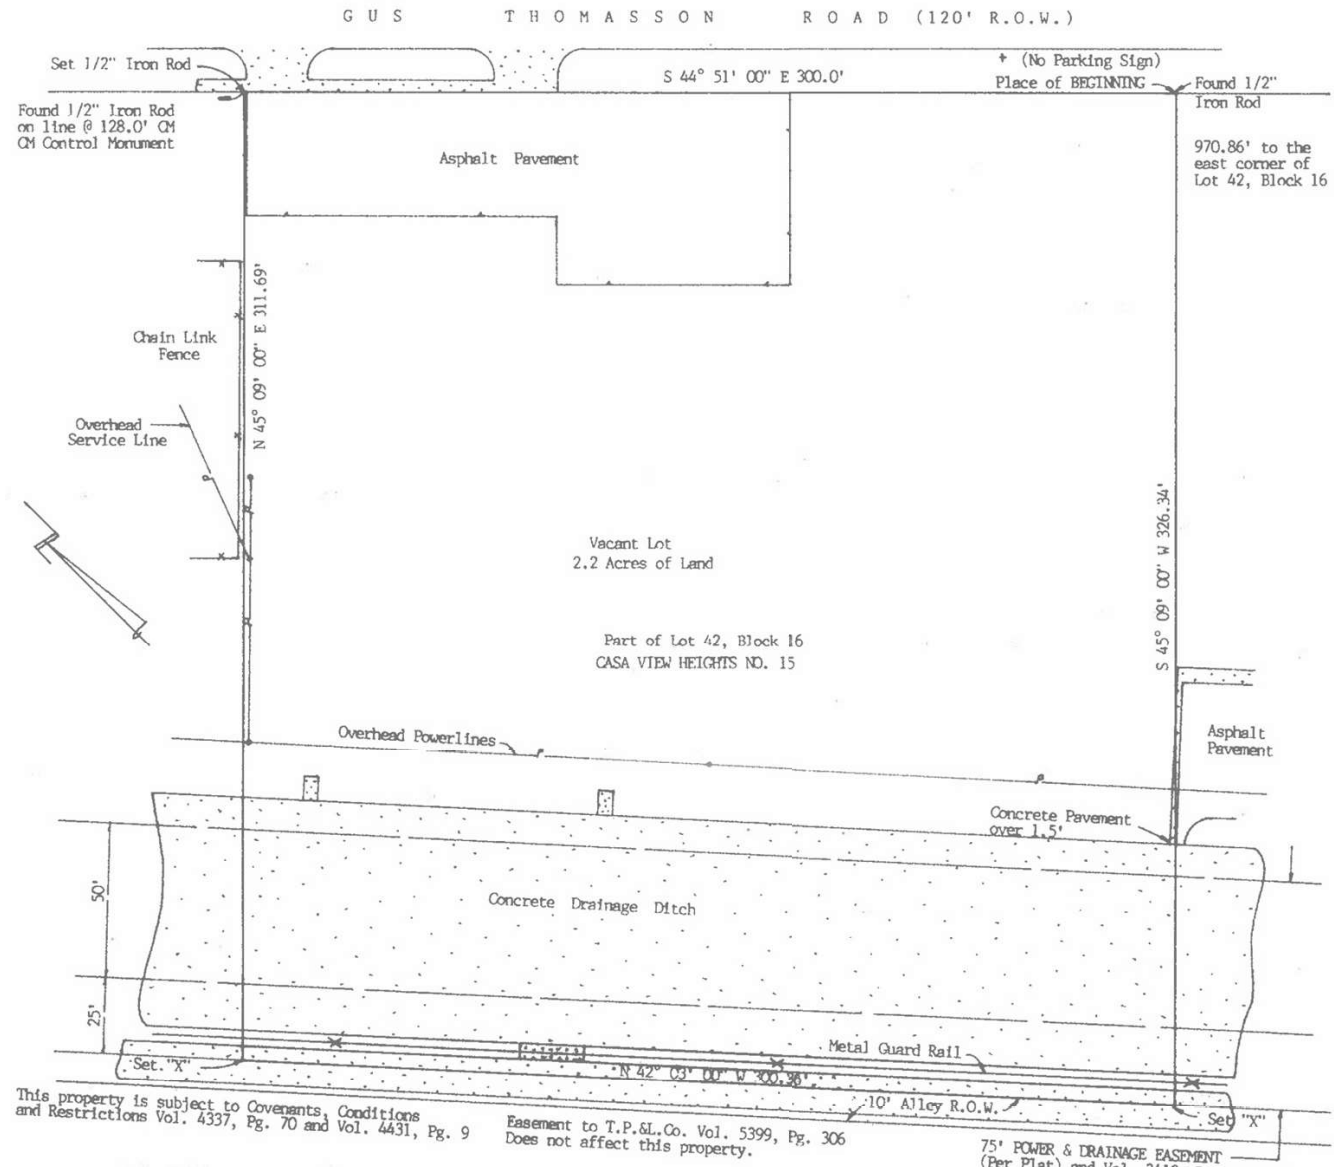 GUS THOMASSON ROAD (120' R.O.W.)
Set 1/2" Iron Rod
S 44° 51' 00" E 300.0'
+ (No Parking Sign)
Place of BEGINNING
Found 1/2"
Iron Rod
Found 1/2" Iron Rod
on line @ 128.0' CM
CM Control Monument
970.86' to the
east corner of
Lot 42, Block 16
Asphalt Pavement
N 45° 09' 00" E 311.69'
Chain Link
Fence
Overhead
Service Line
S 45° 09' 00" W 326.34'
Vacant Lot
2.2 Acres of Land
Part of Lot 42, Block 16
CASA VIEW HEIGHTS NO. 15
Overhead Powerlines
Asphalt
Pavement
Concrete Pavement
over 1.5'
50'
Concrete Drainage Ditch
25'
Metal Guard Rail
Set "X"
N 42° 03' 00" W 300.36'
10' Alley R.O.W.
Set "X"
This property is subject to Covenants, Conditions
and Restrictions Vol. 4337, Pg. 70 and Vol. 4431, Pg. 9
Easement to T.P.&L.Co. Vol. 5399, Pg. 306
Does not affect this property.
75' POWER & DRAINAGE EASEMENT
(Per Plat) and Vol.